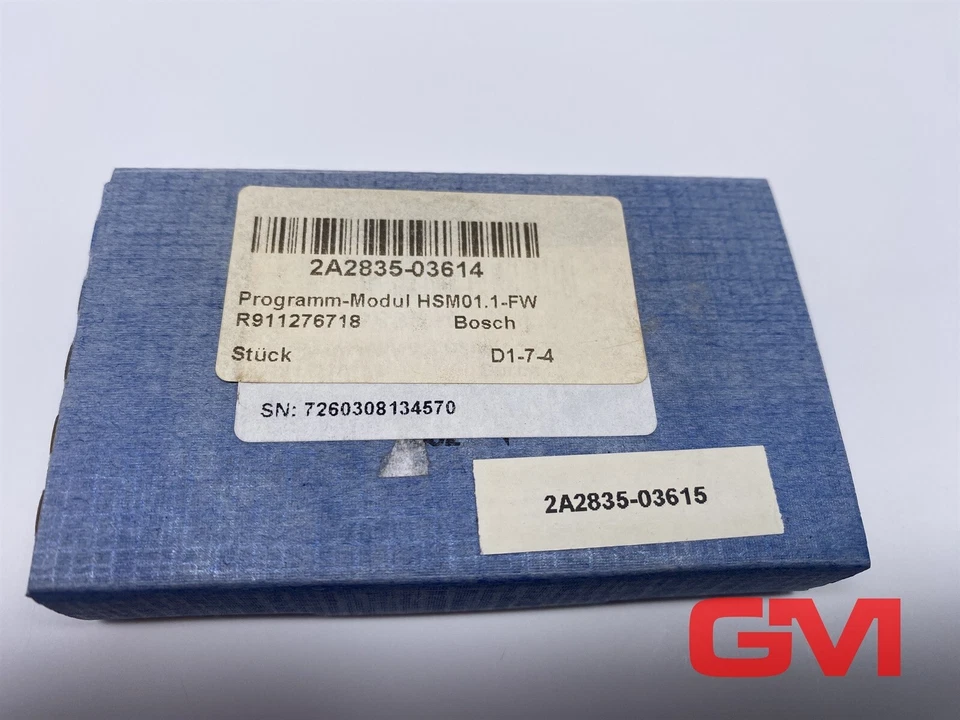 2A2835-03614
Programm-Modul HSM01.1-FW
R911276718 Bosch
Stück D1-7-4
SN: 7260308134570
2A2835-03615
GM